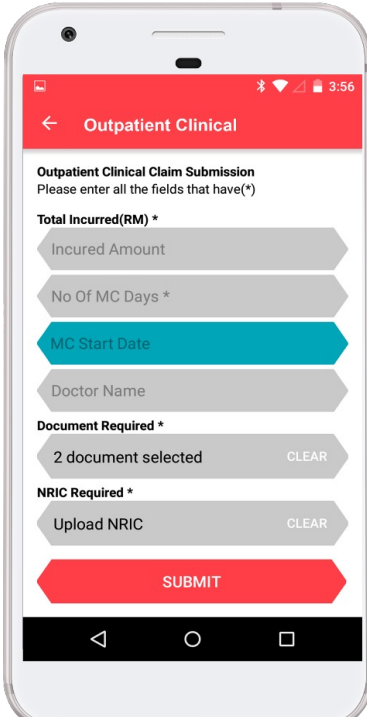 3:56
Outpatient Clinical
Outpatient Clinical Claim Submission
Please enter all the fields that have(*)
Total Incurred(RM) *
Incured Amount
No Of MC Days *
MC Start Date
Doctor Name
Document Required *
2 document selected CLEAR
NRIC Required *
Upload NRIC CLEAR
SUBMIT